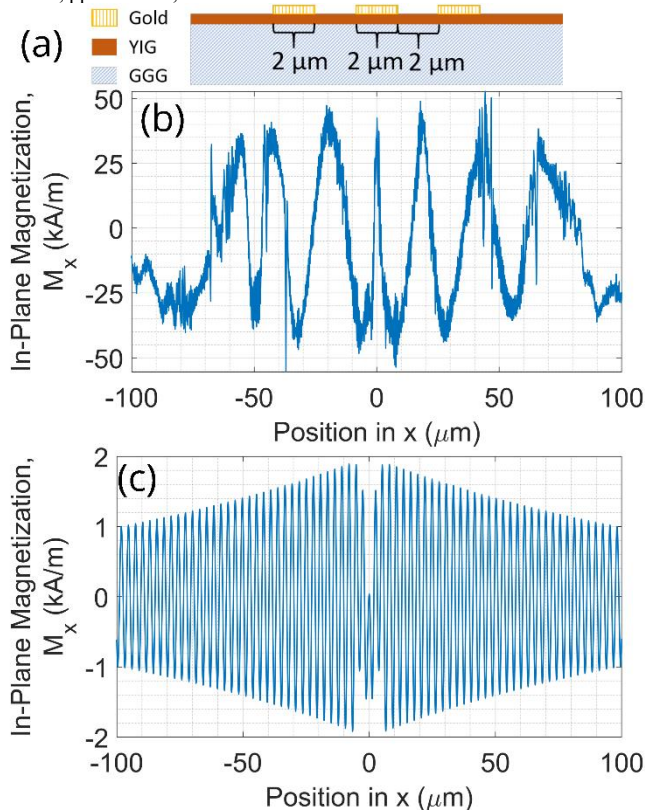 Gold
(a)
YIG
2 μm
2 μm
2 μm
GGG
(b)
In-Plane Magnetization,
M_x (kA/m)
50
25
0
-25
-50
-100
-50
0
50
100
Position in x (μm)
(c)
In-Plane Magnetization,
M_x (kA/m)
2
1
0
-1
-2
-100
-50
0
50
100
Position in x (μm)